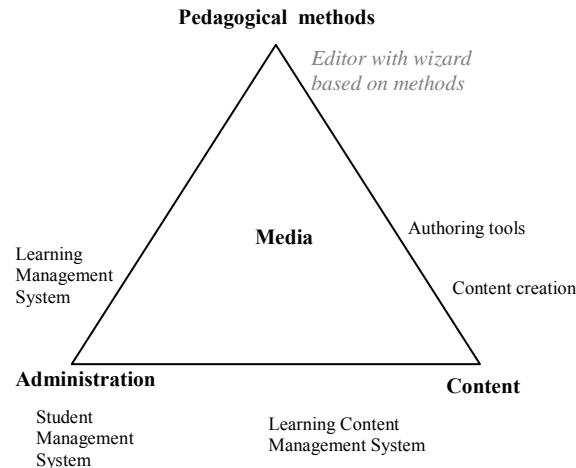 Pedagogical methods
Editor with wizard
based on methods
Media
Authoring tools
Learning
Management
System
Content creation
Administration
Content
Student
Management
System
Learning Content
Management System